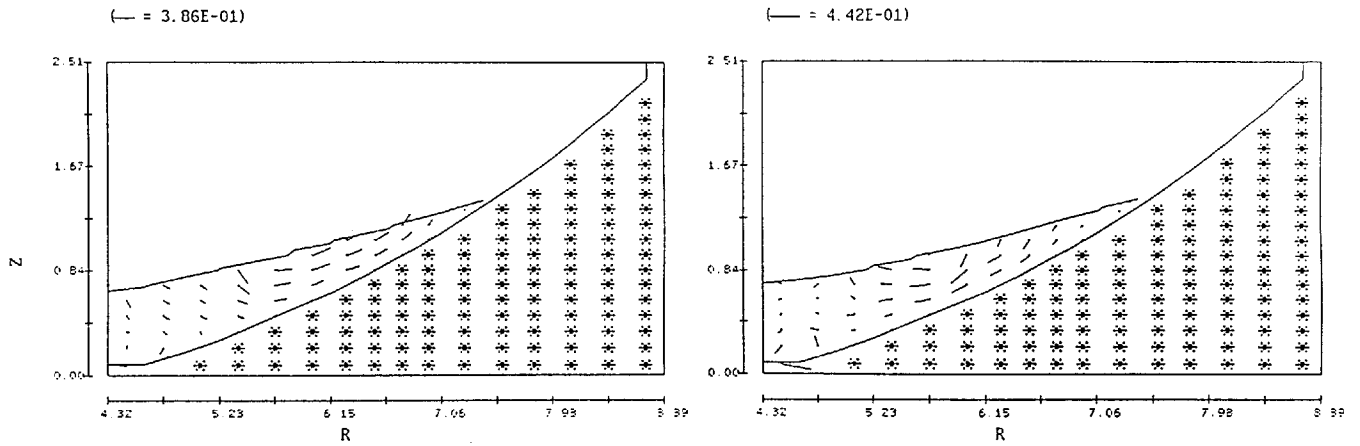 (— = 3.86E-01)
(— = 4.42E-01)
2.51
1.67
0.84
0.00
Z
4.32 5.23 6.15 7.06 7.98 8.89
R
2.51
1.67
0.84
0.00
4.32 5.23 6.15 7.06 7.98 8.89
R